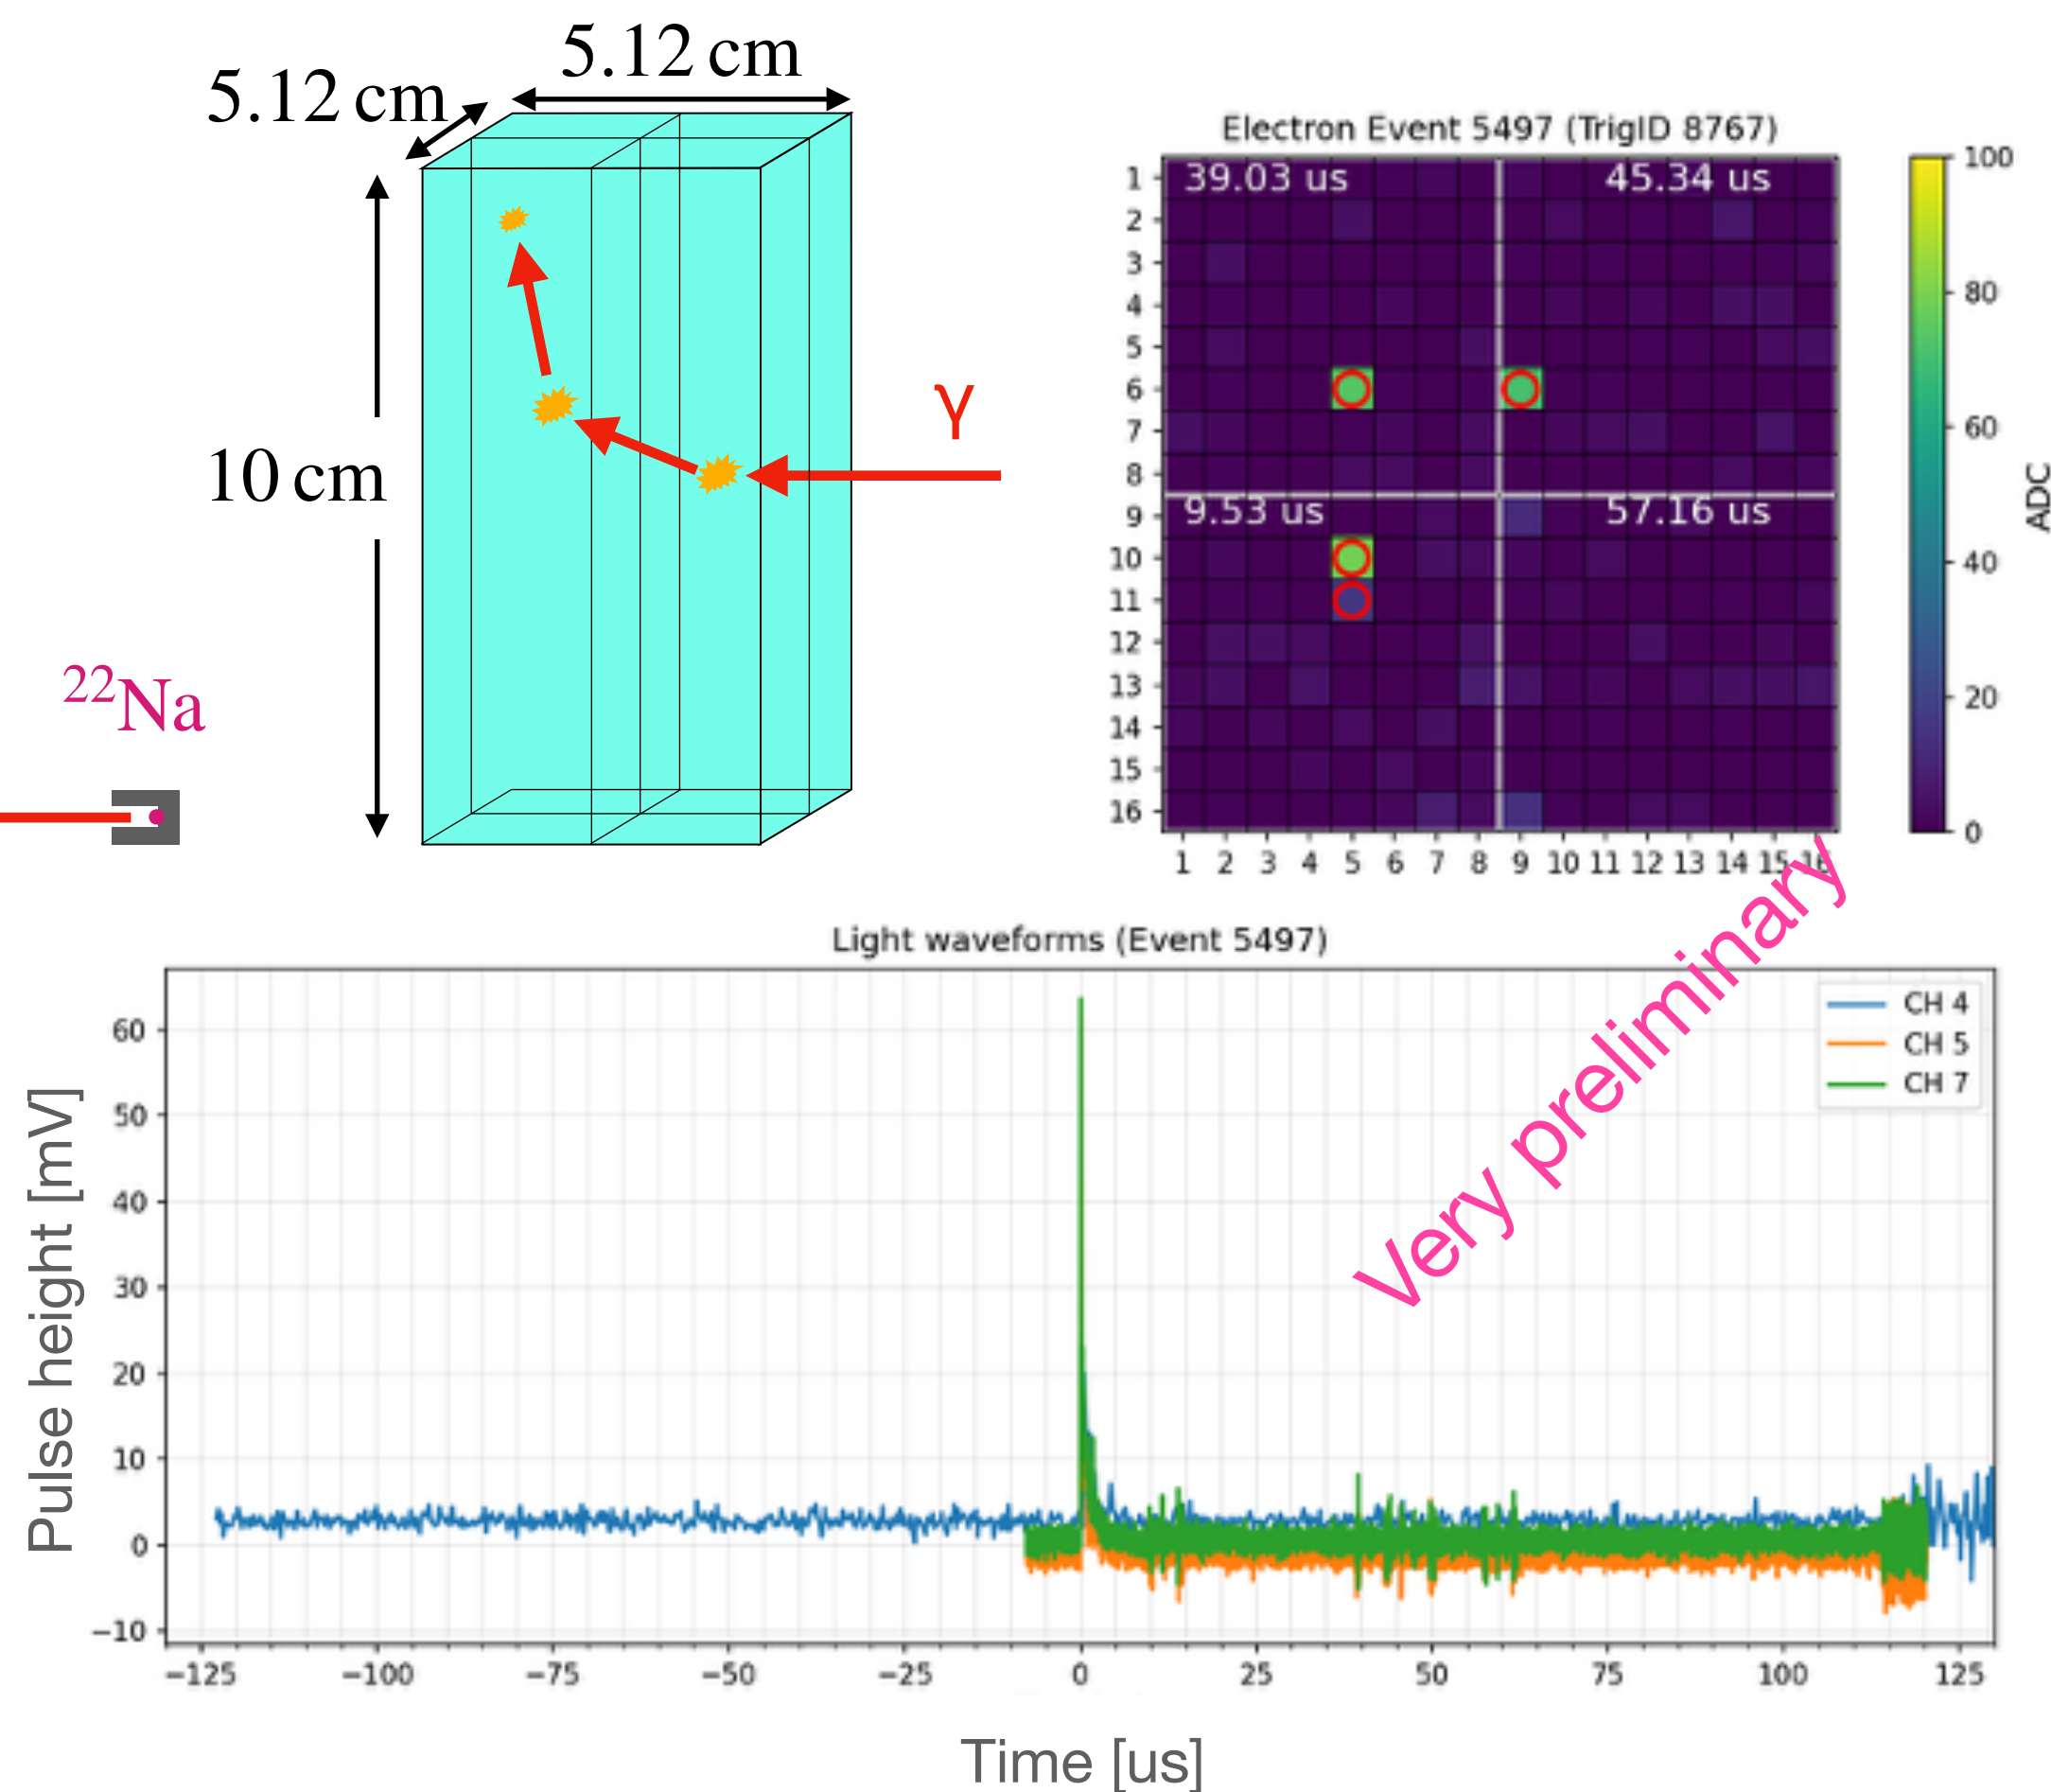 5.12 cm
5.12 cm
10 cm
γ
²²Na
Electron Event 5497 (TrigID 8767)
39.03 us
45.34 us
9.53 us
57.16 us
1
2
3
4
5
6
7
8
9
10
11
12
13
14
15
16
1 2 3 4 5 6 7 8 9 10 11 12 13 14 15 16
100
80
60
40
20
0
ADC
Very preliminary
Light waveforms (Event 5497)
CH 4
CH 5
CH 7
Pulse height [mV]
60
50
40
30
20
10
0
−10
−125 −100 −75 −50 −25 0 25 50 75 100 125
Time [us]